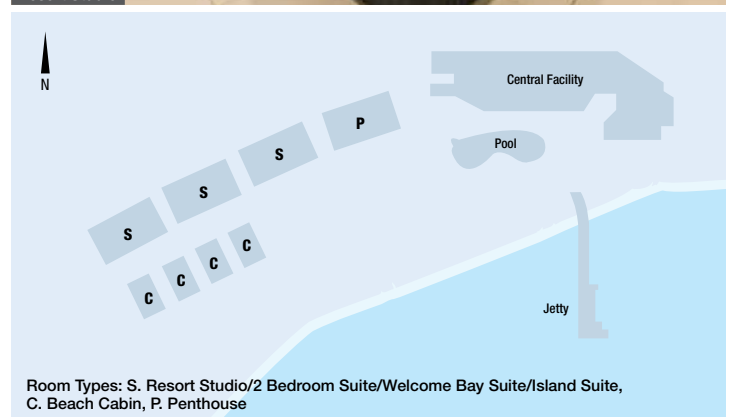 N
Central Facility
P
Pool
S
S
S
C
C
C
C
Jetty
Room Types: S. Resort Studio/2 Bedroom Suite/Welcome Bay Suite/Island Suite,
C. Beach Cabin, P. Penthouse